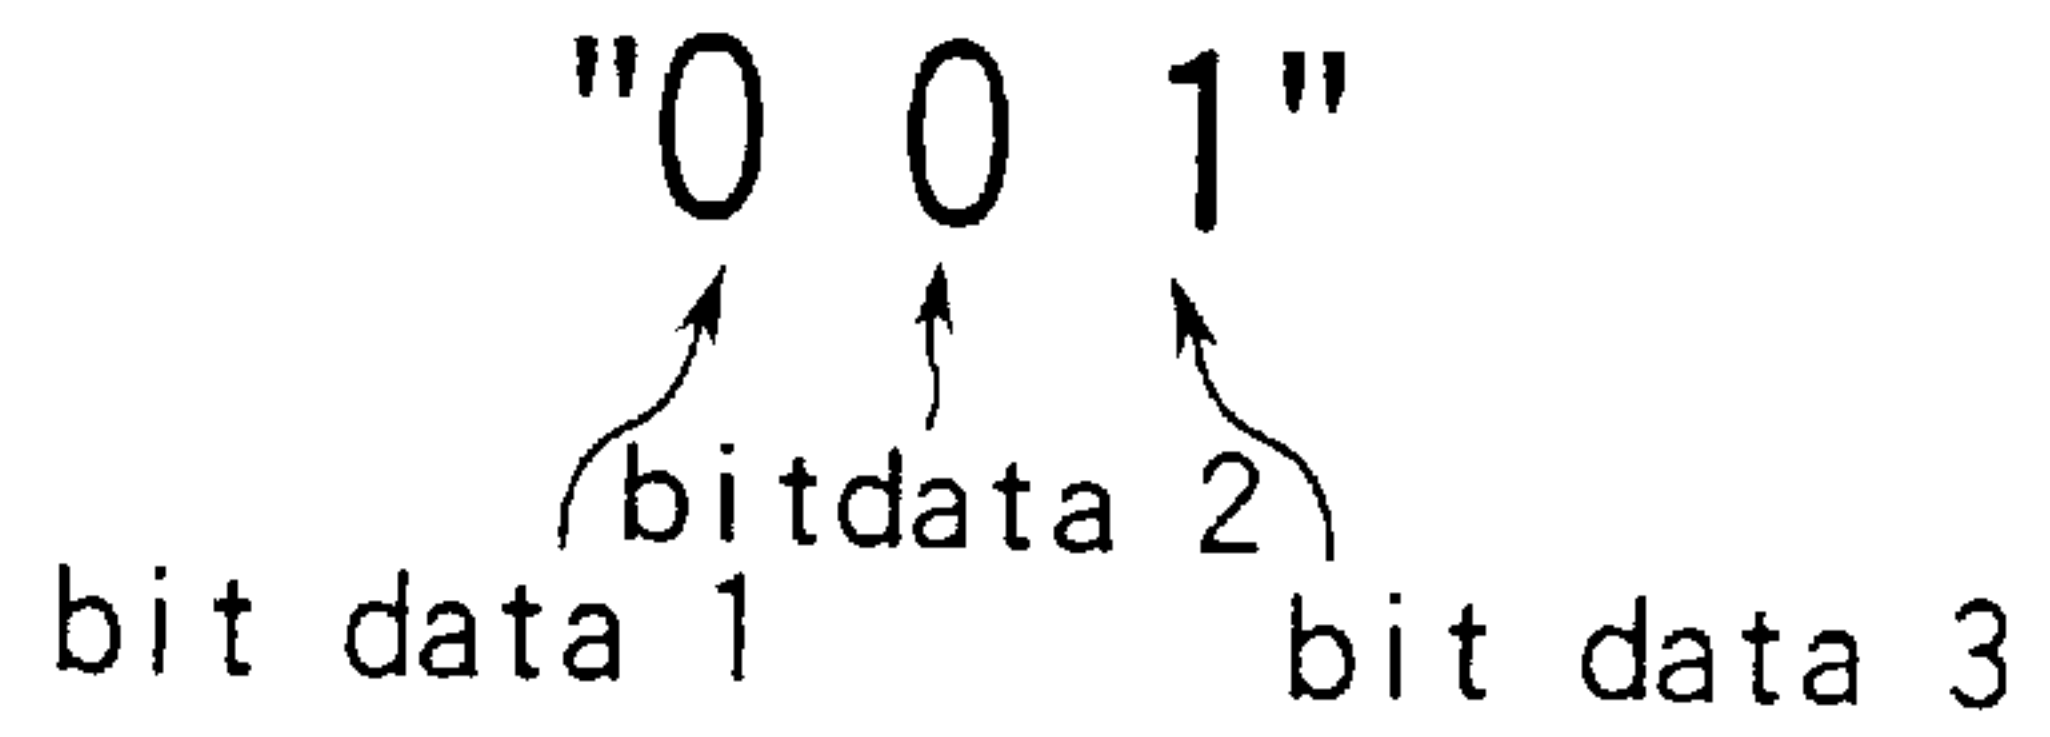 "0 0 1"
bitdata 2
bit data 1
bit data 3